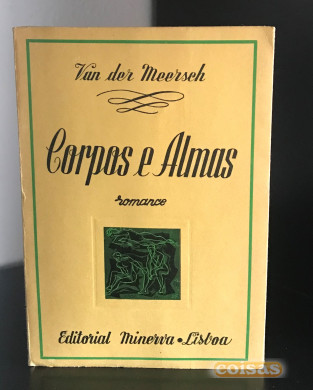 Van der Meersch
Corpos e Almas
romance
Editorial Minerva • Lisboa
coisas